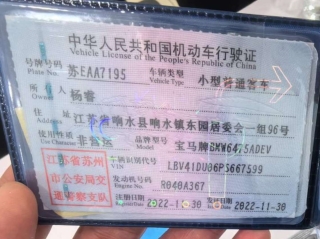 中华人民共和国机动车行驶证
Vehicle License of the People's Republic of China
号牌号码 苏EAA7195 车辆类型 小型普通客车
Plate No. Vehicle Type
所有人 杨睿
Owner
住址 江苏省响水县响水镇东园居委会一组96号
Address
使用性质 非营运 品牌型号 宝马牌BMW6475ADEV
Use Character Model
江苏省苏州市公安局交通警察支队
车辆识别代号 LBV41DU06PS667599
VIN
发动机号码 R040A367
Engine No.
注册日期 2022-11-30 发证日期 2022-11-30